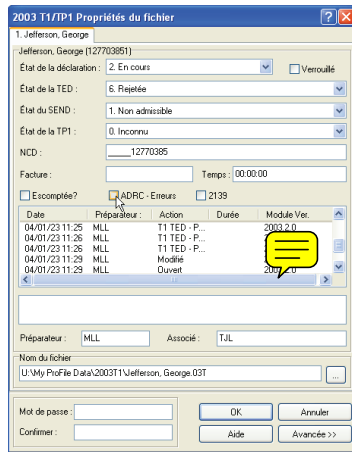 2003 T1/TP1 Propriétés du fichier
1. Jefferson, George
Jefferson, George (127703851)
État de la déclaration : 2. En cours Verrouillé
État de la TED : 6. Rejetée
État du SEND : 1. Non admissible
État de la TP1 : 0. Inconnu
NCD : _____12770385
Facture : Temps : 00:00:00
Escomptée? ADRC - Erreurs 2139
Date Préparateur : Action Durée Module Ver.
04/01/23 11:25 MLL T1 TED - P... 2003.2.0
04/01/23 11:26 MLL T1 TED - P...
04/01/23 11:26 MLL T1 TED - P...
04/01/23 11:29 MLL Modifié
04/01/23 11:29 MLL Ouvert 2003.2.0
Préparateur : MLL Associé : TJL
Nom du fichier
U:\My ProFile Data\2003T1\Jefferson, George.03T ...
Mot de passe :
Confirmer :
OK Annuler
Aide Avancée >>